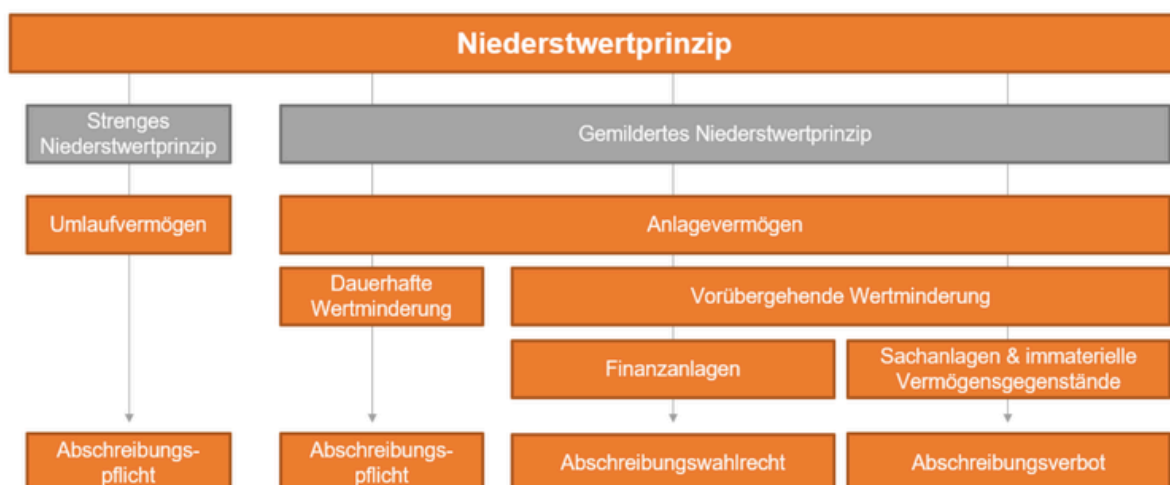 Niederstwertprinzip
Strenges
Niederstwertprinzip
Gemildertes Niederstwertprinzip
Umlaufvermögen
Anlagevermögen
Dauerhafte
Wertminderung
Vorübergehende Wertminderung
Finanzanlagen
Sachanlagen & immaterielle
Vermögensgegenstände
Abschreibungs-
pflicht
Abschreibungs-
pflicht
Abschreibungswahlrecht
Abschreibungsverbot